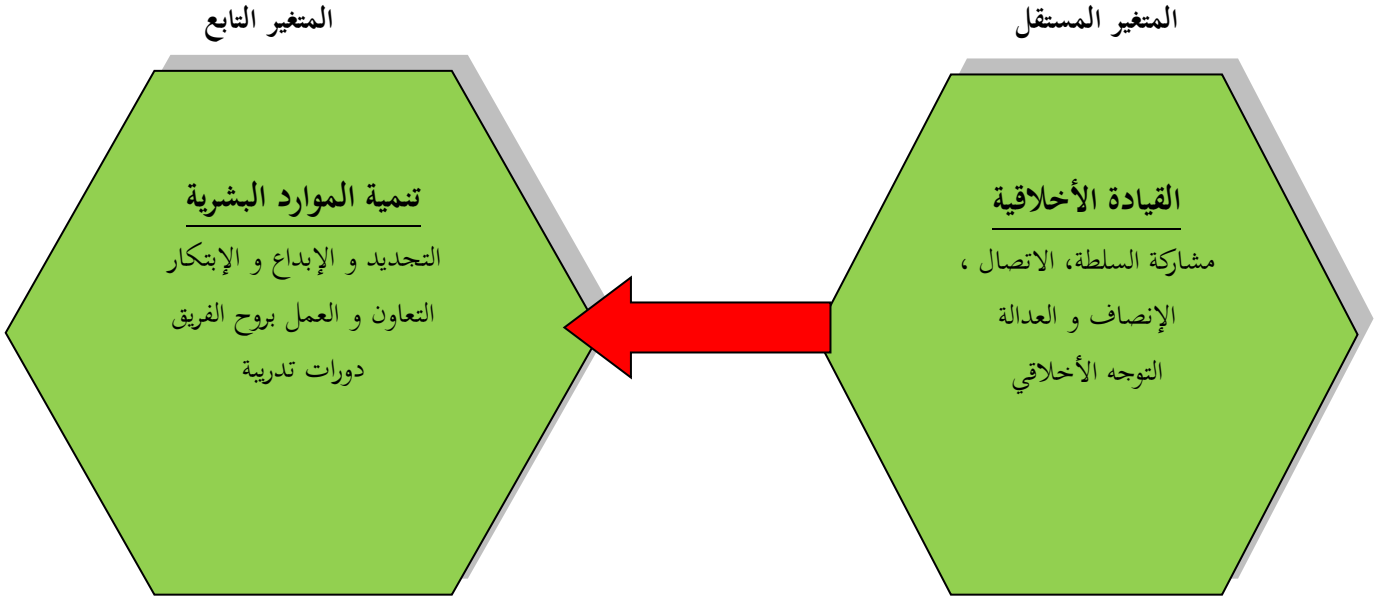 المتغير المستقل
القيادة الأخلاقية
مشاركة السلطة، الاتصال ،
الإنصاف و العدالة
التوجه الأخلاقي
المتغير التابع
تنمية الموارد البشرية
التجديد و الإبداع و الإبتكار
التعاون و العمل بروح الفريق
دورات تدريبة